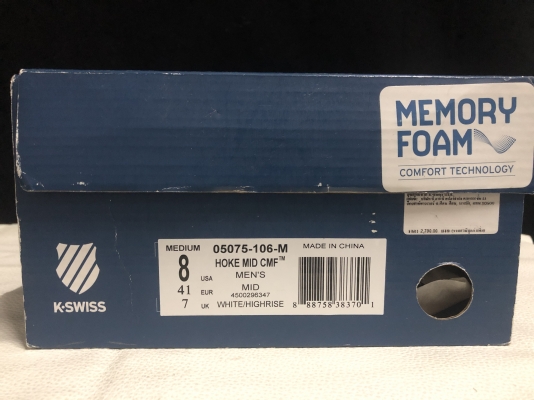 MEMORY
FOAM
COMFORT TECHNOLOGY
K·SWISS
MEDIUM 05075-106-M MADE IN CHINA
8 USA HOKE MID CMF™
MEN'S
41 EUR MID
4500296347
7 UK WHITE/HIGHRISE
8 88758 38370 1